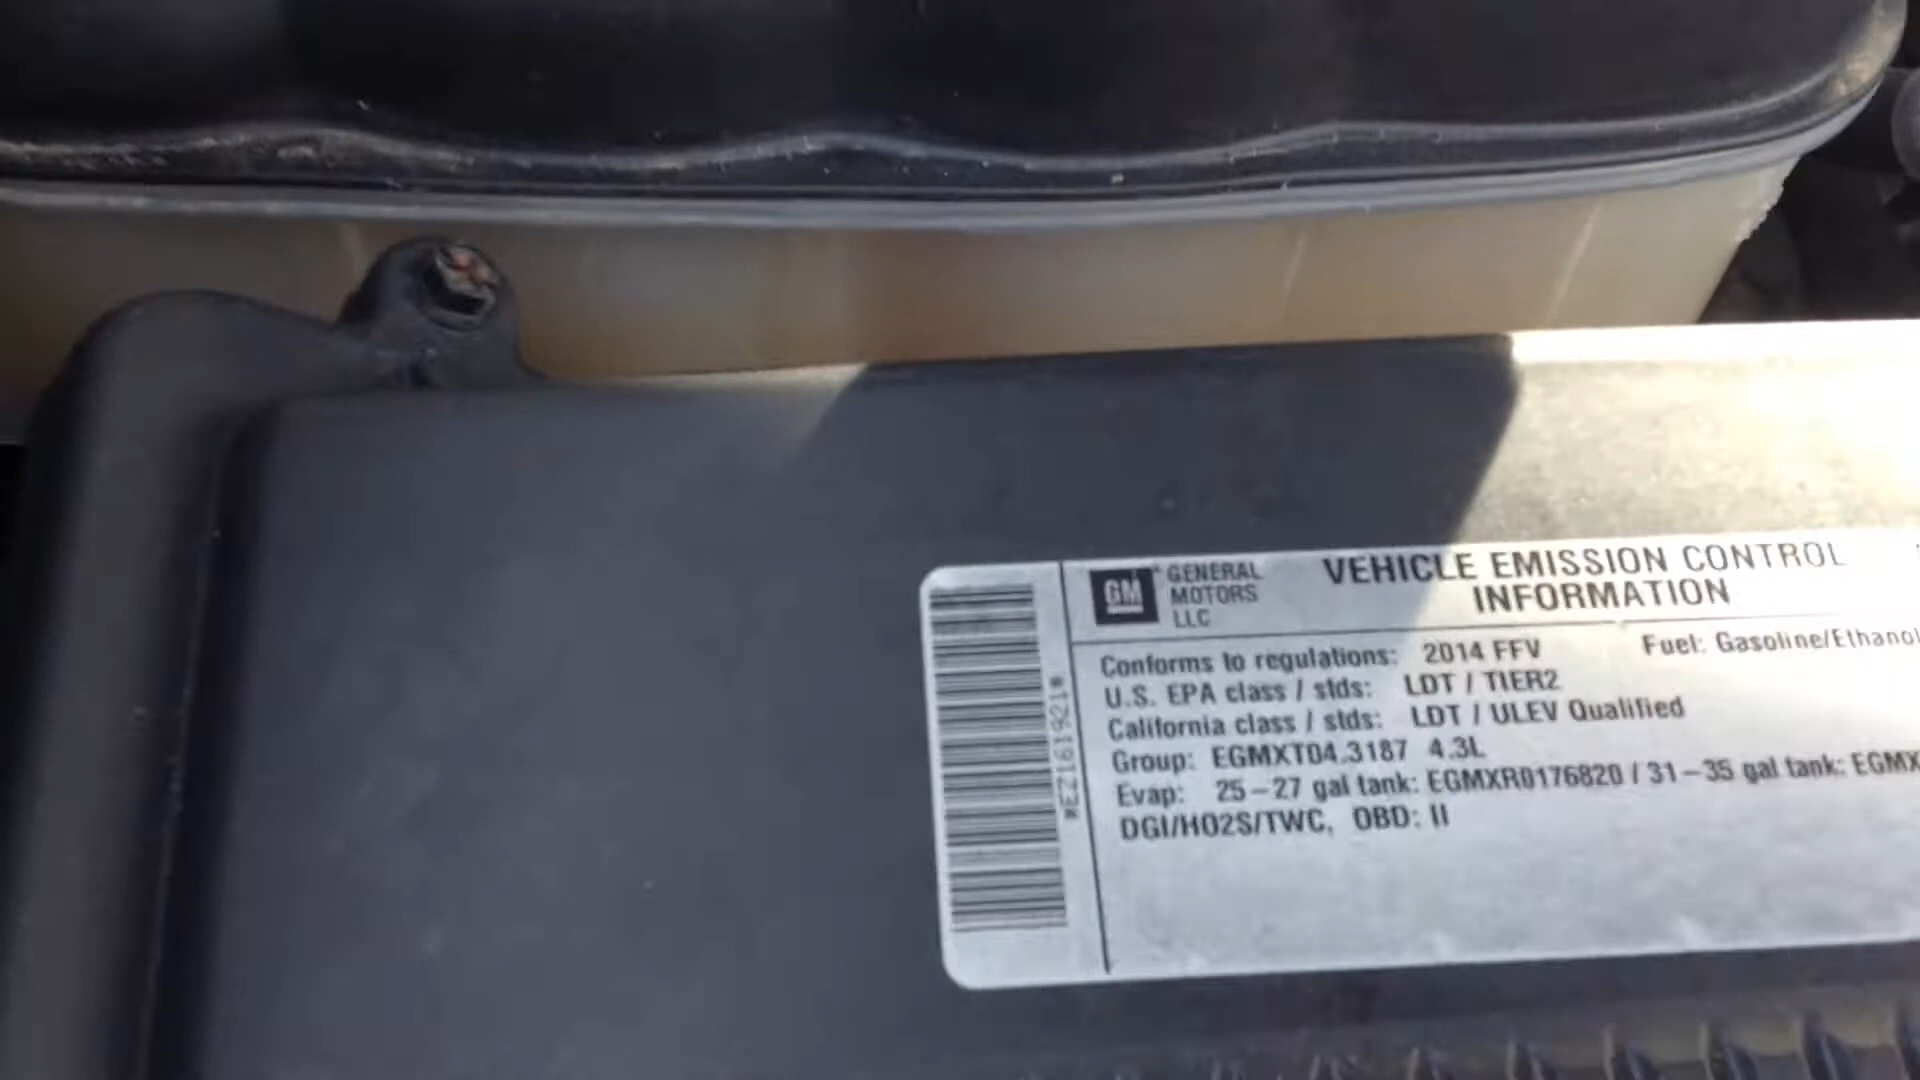 GM GENERAL MOTORS LLC
VEHICLE EMISSION CONTROL
INFORMATION
Conforms to regulations: 2014 FFV Fuel: Gasoline/Ethanol
U.S. EPA class / stds: LDT / TIER2
California class / stds: LDT / ULEV Qualified
Group: EGMXT04.3187 4.3L
Evap: 25-27 gal tank: EGMXR0176820 / 31-35 gal tank: EGMX
DGI/HO2S/TWC, OBD: II